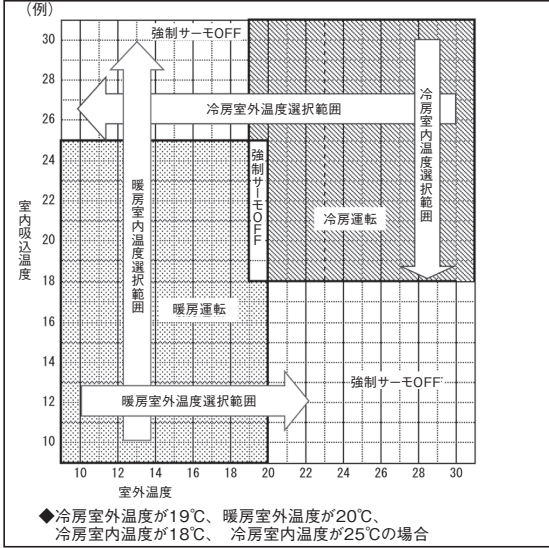 (例)
強制サーモOFF
冷房室外温度選択範囲
冷房室内温度選択範囲
強制サーモOFF
暖房室内温度選択範囲
冷房運転
暖房運転
強制サーモOFF
暖房室外温度選択範囲
室内吸込温度
30
28
26
24
22
20
18
16
14
12
10
10 12 14 16 18 20 22 24 26 28 30
室外温度
◆冷房室外温度が19℃、暖房室外温度が20℃、
冷房室内温度が18℃、 冷房室内温度が25℃の場合